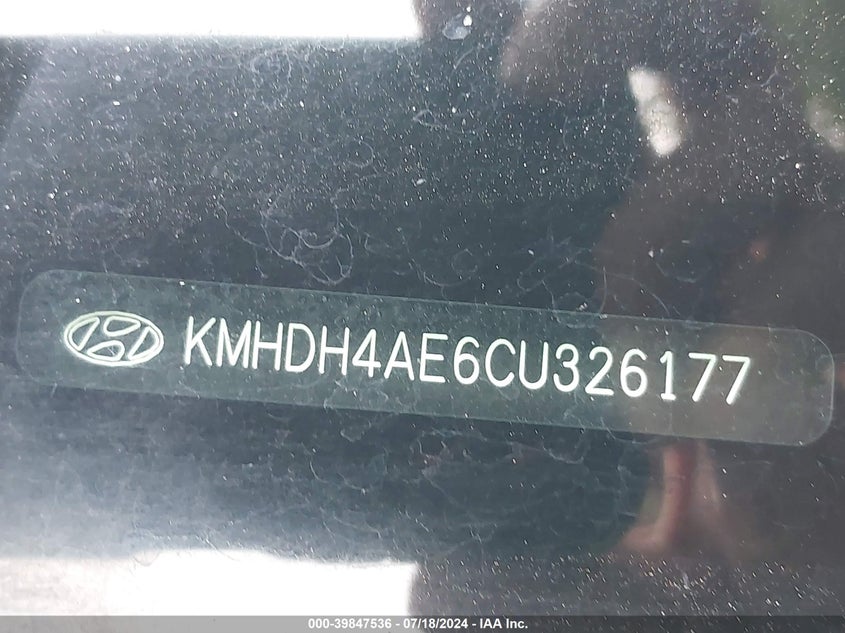 KMHDH4AE6CU326177
000-39847536 - 07/18/2024 - IAA Inc.